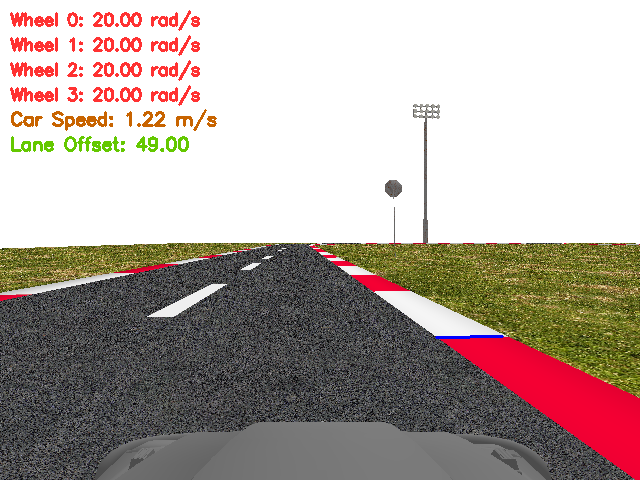 Wheel 0: 20.00 rad/s
Wheel 1: 20.00 rad/s
Wheel 2: 20.00 rad/s
Wheel 3: 20.00 rad/s
Car Speed: 1.22 m/s
Lane Offset: 49.00